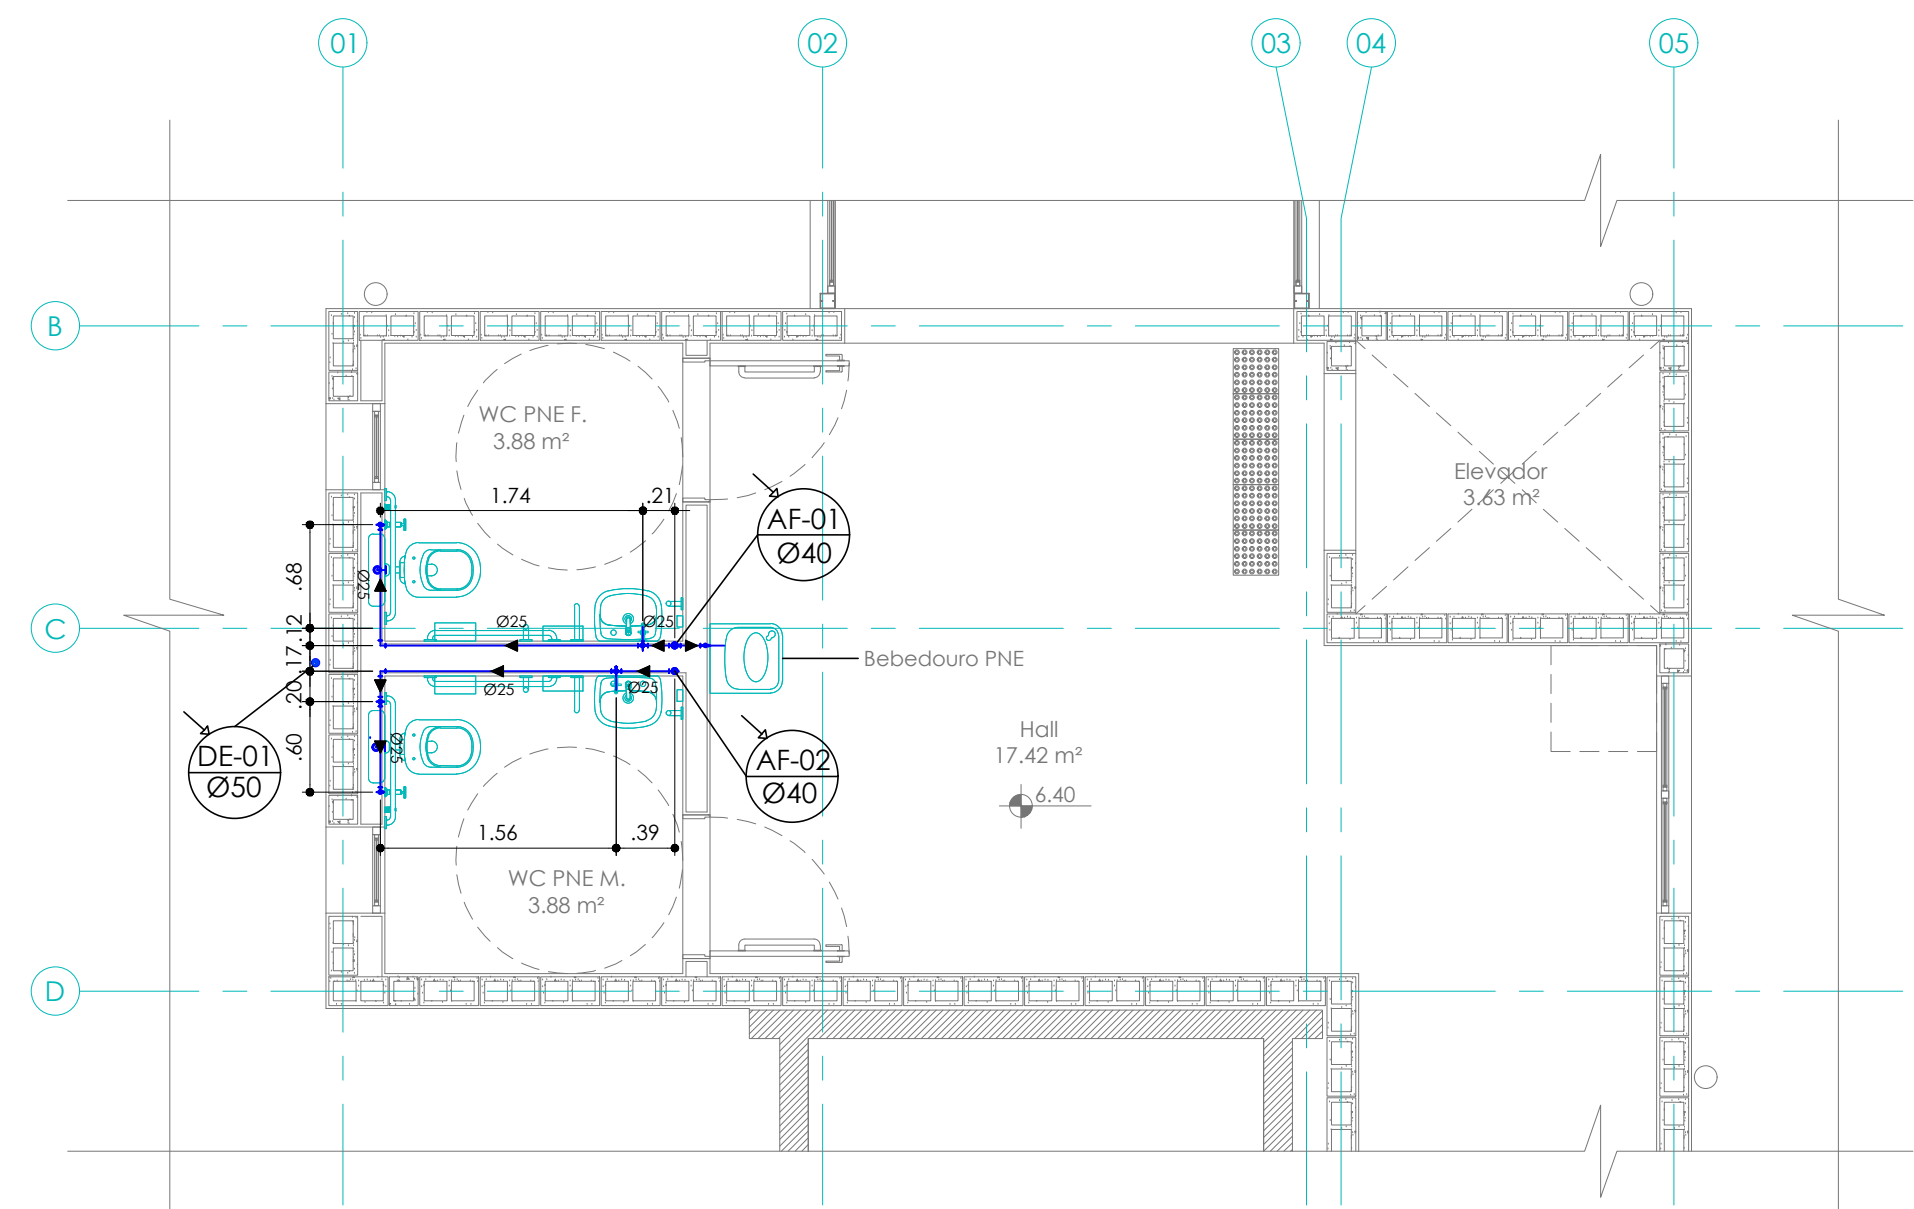 01
02
03
04
05
B
WC PNE F.
3.88 m²
Elevador
3.63 m²
1.74
.21
AF-01
Ø40
.68
Ø25
C
.12
Ø25
Ø25
.17
Bebedouro PNE
.20
Ø25
Ø25
.60
Ø25
DE-01
Ø50
AF-02
Ø40
Hall
17.42 m²
6.40
1.56
.39
WC PNE M.
3.88 m²
D